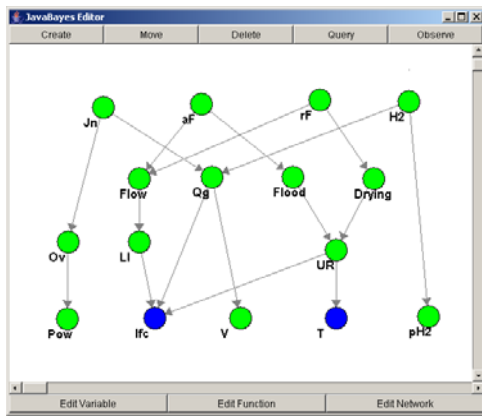 JavaBayes Editor
Create Move Delete Query Observe
Jn aF rF H2
Flow Qg Flood Drying
Ov LI UR
Pow Ifc V T pH2
Edit Variable Edit Function Edit Network